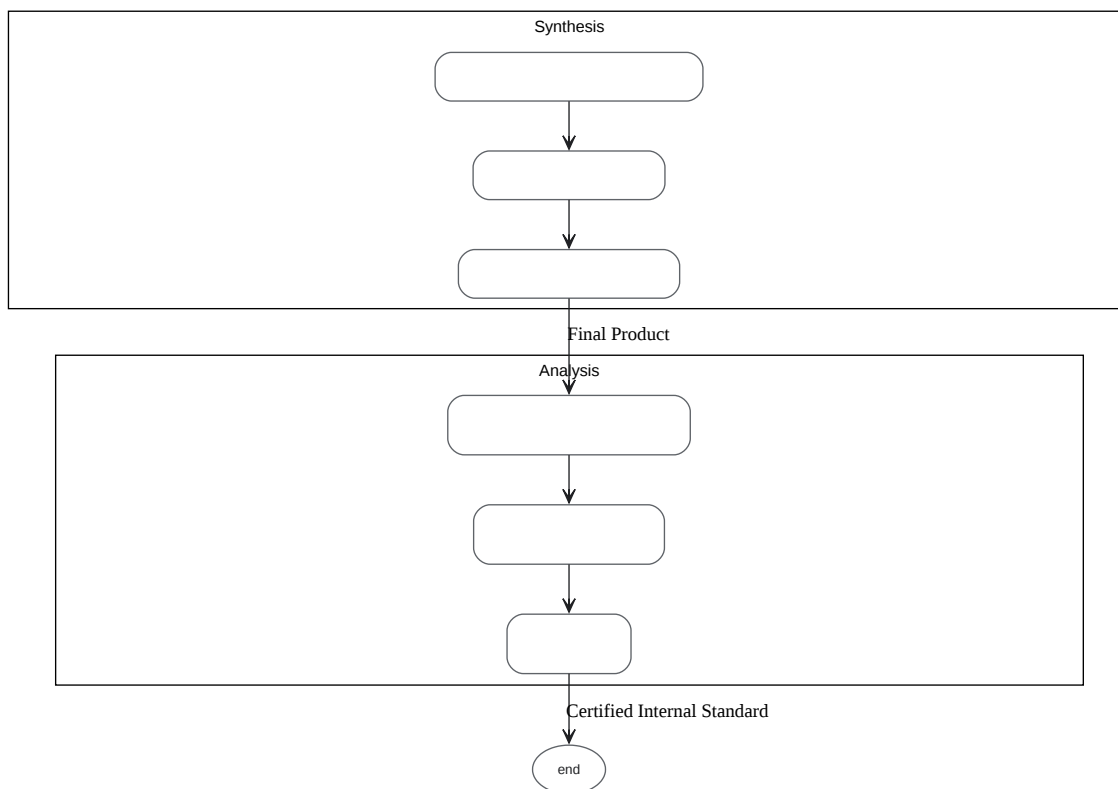 Synthesis
Final Product
Analysis
Certified Internal Standard
end